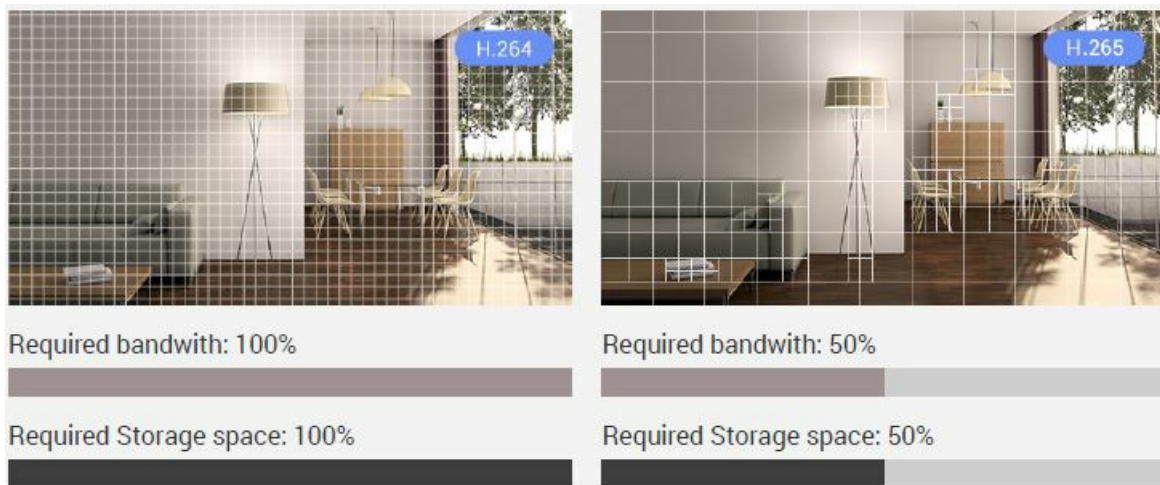 H.264
H.265
Required bandwith: 100%
Required bandwith: 50%
Required Storage space: 100%
Required Storage space: 50%